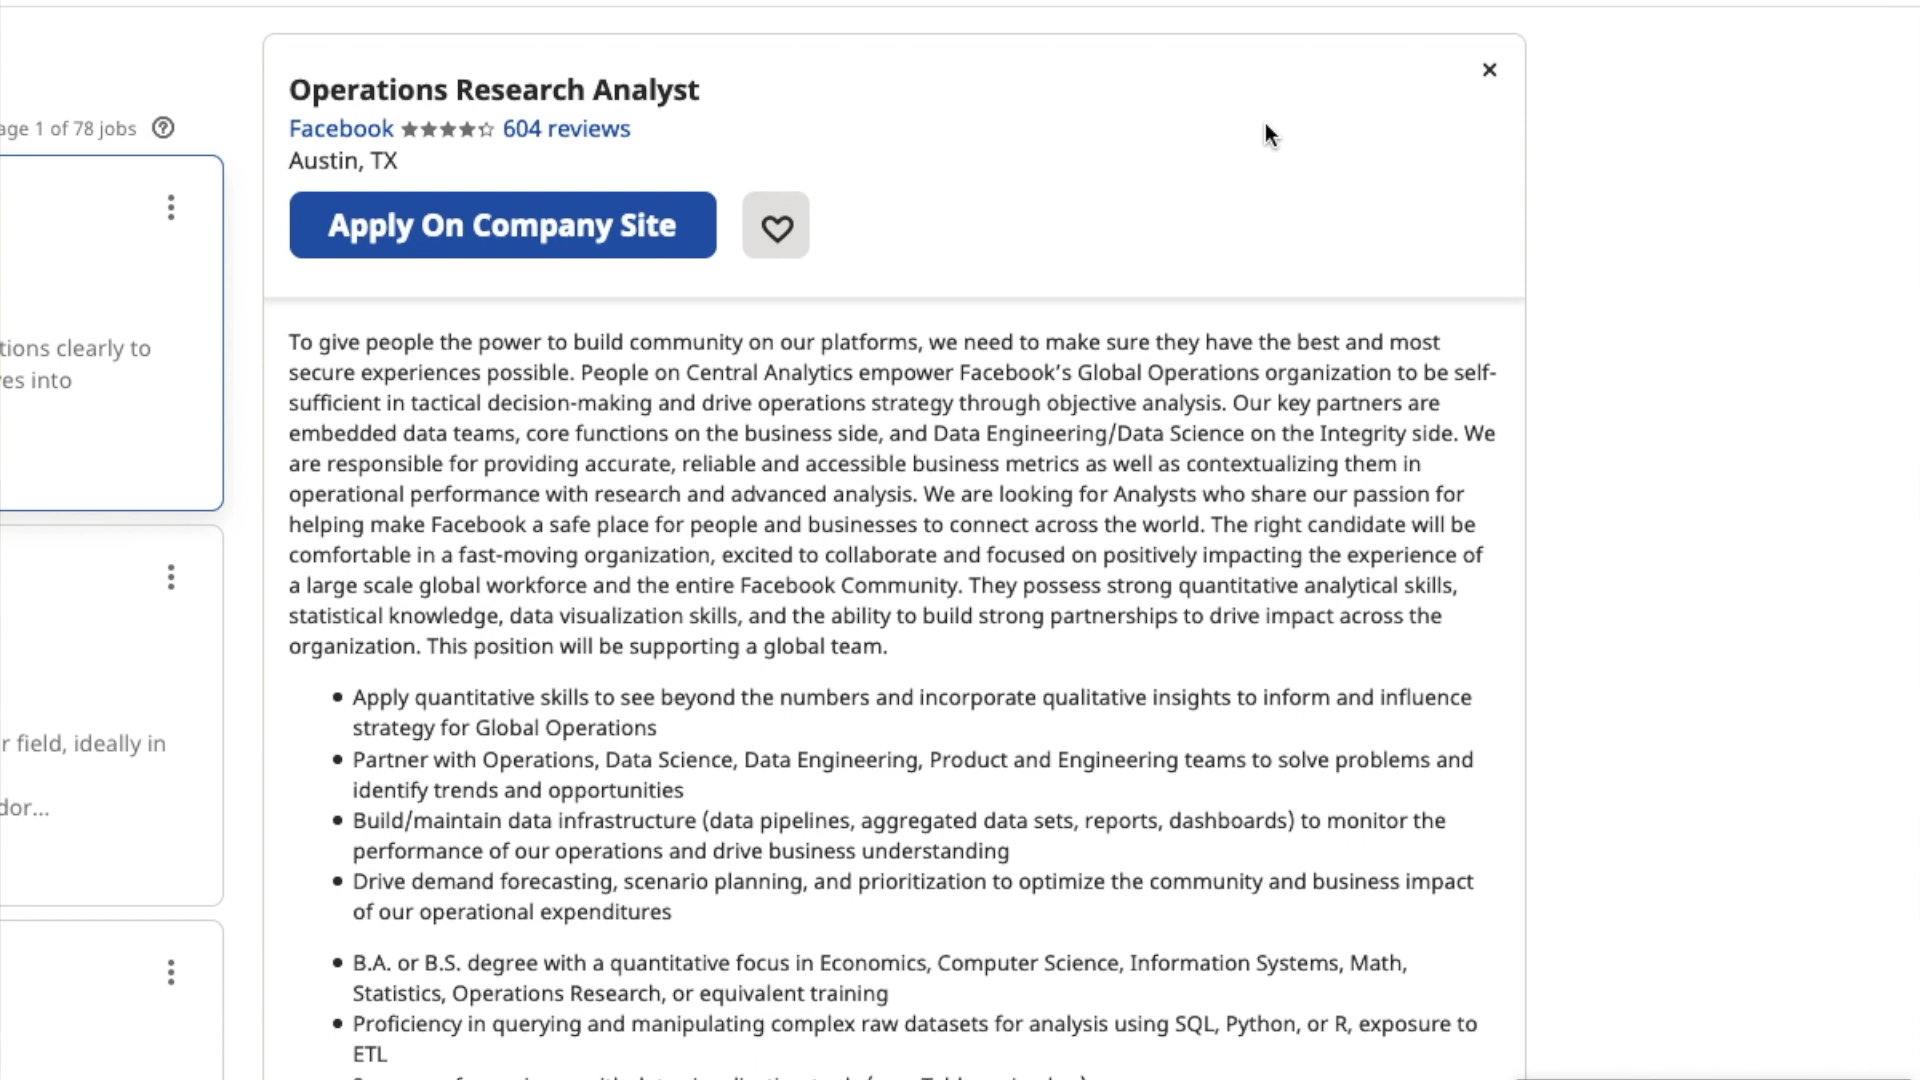 age 1 of 78 jobs
tions clearly to
es into
r field, ideally in
dor...
Operations Research Analyst
Facebook ★★★★☆ 604 reviews
Austin, TX
Apply On Company Site
To give people the power to build community on our platforms, we need to make sure they have the best and most
secure experiences possible. People on Central Analytics empower Facebook’s Global Operations organization to be self-
sufficient in tactical decision-making and drive operations strategy through objective analysis. Our key partners are
embedded data teams, core functions on the business side, and Data Engineering/Data Science on the Integrity side. We
are responsible for providing accurate, reliable and accessible business metrics as well as contextualizing them in
operational performance with research and advanced analysis. We are looking for Analysts who share our passion for
helping make Facebook a safe place for people and businesses to connect across the world. The right candidate will be
comfortable in a fast-moving organization, excited to collaborate and focused on positively impacting the experience of
a large scale global workforce and the entire Facebook Community. They possess strong quantitative analytical skills,
statistical knowledge, data visualization skills, and the ability to build strong partnerships to drive impact across the
organization. This position will be supporting a global team.
• Apply quantitative skills to see beyond the numbers and incorporate qualitative insights to inform and influence
strategy for Global Operations
• Partner with Operations, Data Science, Data Engineering, Product and Engineering teams to solve problems and
identify trends and opportunities
• Build/maintain data infrastructure (data pipelines, aggregated data sets, reports, dashboards) to monitor the
performance of our operations and drive business understanding
• Drive demand forecasting, scenario planning, and prioritization to optimize the community and business impact
of our operational expenditures
• B.A. or B.S. degree with a quantitative focus in Economics, Computer Science, Information Systems, Math,
Statistics, Operations Research, or equivalent training
• Proficiency in querying and manipulating complex raw datasets for analysis using SQL, Python, or R, exposure to
ETL